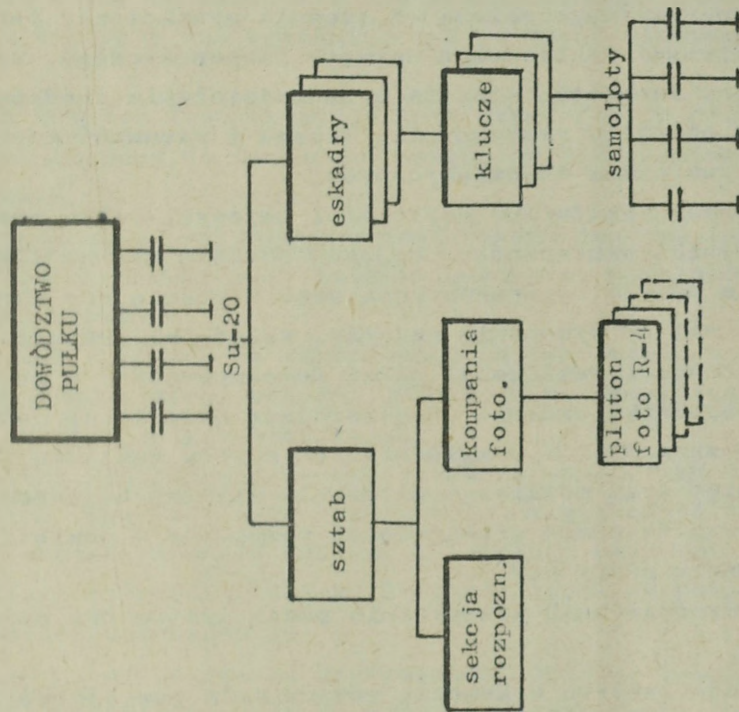 DOWÓDZTWO
PUŁKU
Su-20
sztab
eskadry
sekcja
rozpozn.
kompania
foto.
klucze
pluton
foto R-4
samoloty